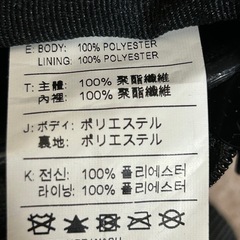 E: BODY: 100% POLYESTER
LINING: 100% POLYESTER
T: 主體: 100% 聚酯纖維
內裡: 100% 聚酯纖維
J: ボディ: ポリエステル
裏地: ポリエステル
K: 전신: 100% 폴리에스터
라이닝: 100% 폴리에스터